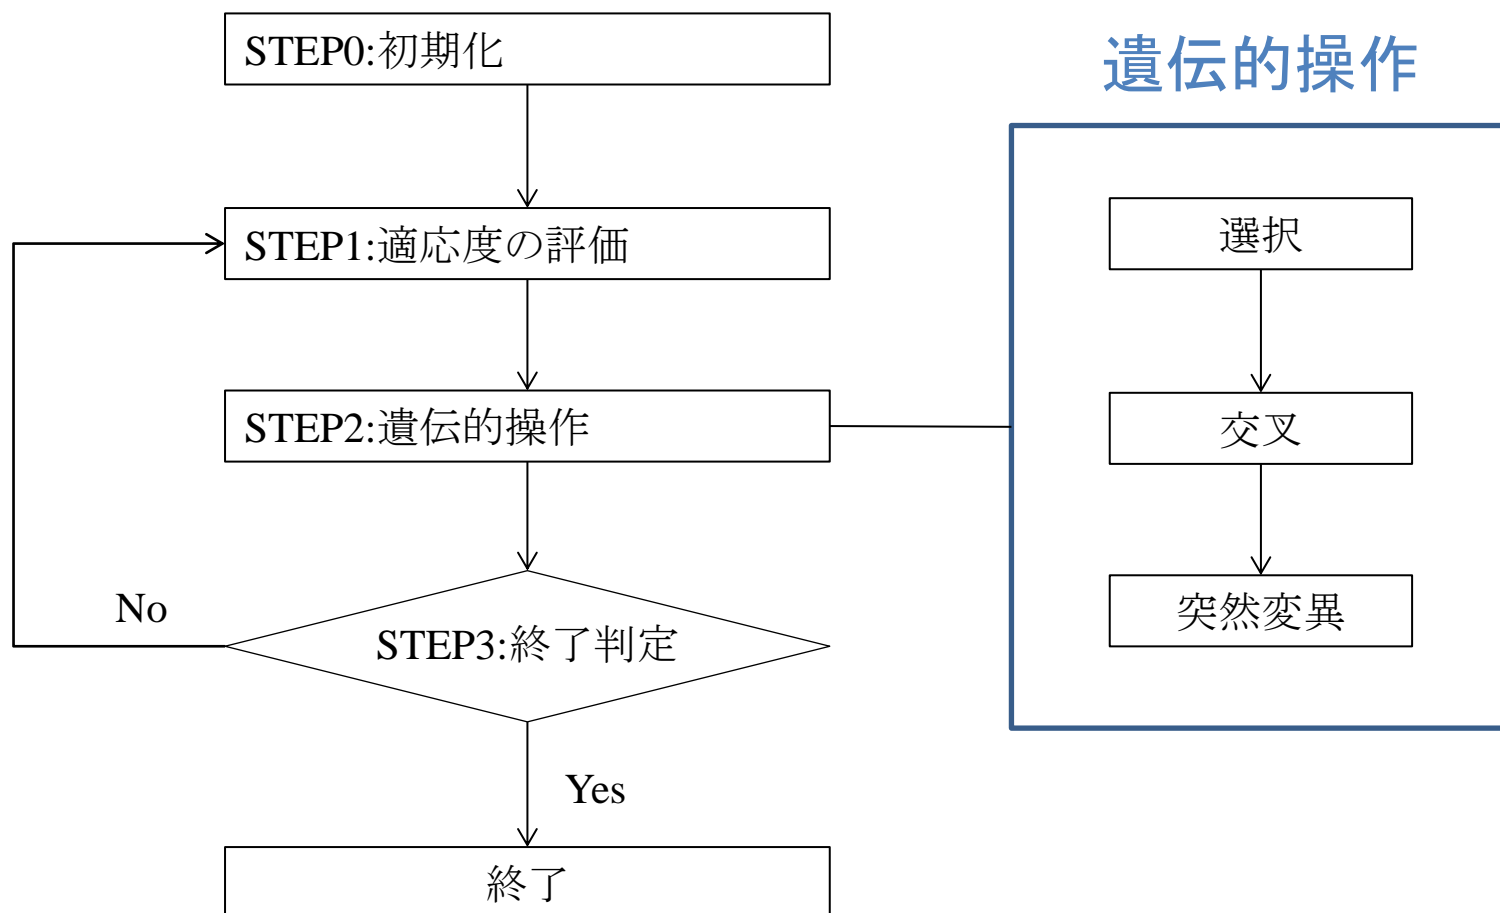 STEP0:初期化
遺伝的操作
STEP1:適応度の評価
選択
STEP2:遺伝的操作
交叉
No
突然変異
STEP3:終了判定
Yes
終了